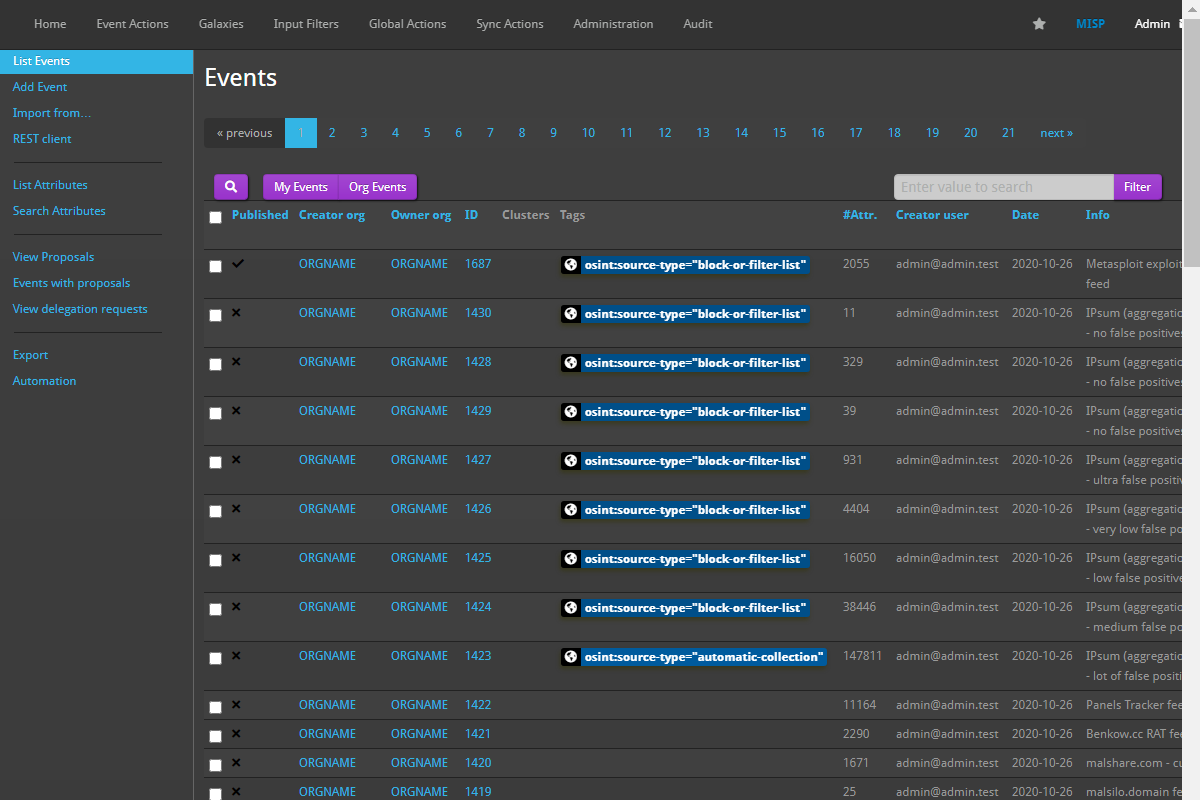 Home Event Actions Galaxies Input Filters Global Actions Sync Actions Administration Audit MISP Admin
List Events
Add Event
Import from…
REST client
List Attributes
Search Attributes
View Proposals
Events with proposals
View delegation requests
Export
Automation
Events
« previous 1 2 3 4 5 6 7 8 9 10 11 12 13 14 15 16 17 18 19 20 21 next »
My Events Org Events Enter value to search Filter
Published Creator org Owner org ID Clusters Tags #Attr. Creator user Date Info
ORGNAME ORGNAME 1687 osint:source-type="block-or-filter-list" 2055 admin@admin.test 2020-10-26 Metasploit exploit
feed
ORGNAME ORGNAME 1430 osint:source-type="block-or-filter-list" 11 admin@admin.test 2020-10-26 IPsum (aggregatio
- no false positives
ORGNAME ORGNAME 1428 osint:source-type="block-or-filter-list" 329 admin@admin.test 2020-10-26 IPsum (aggregatio
- no false positives
ORGNAME ORGNAME 1429 osint:source-type="block-or-filter-list" 39 admin@admin.test 2020-10-26 IPsum (aggregatio
- no false positives
ORGNAME ORGNAME 1427 osint:source-type="block-or-filter-list" 931 admin@admin.test 2020-10-26 IPsum (aggregatio
- ultra false positiv
ORGNAME ORGNAME 1426 osint:source-type="block-or-filter-list" 4404 admin@admin.test 2020-10-26 IPsum (aggregatio
- very low false po
ORGNAME ORGNAME 1425 osint:source-type="block-or-filter-list" 16050 admin@admin.test 2020-10-26 IPsum (aggregatio
- low false positive
ORGNAME ORGNAME 1424 osint:source-type="block-or-filter-list" 38446 admin@admin.test 2020-10-26 IPsum (aggregatio
- medium false po
ORGNAME ORGNAME 1423 osint:source-type="automatic-collection" 147811 admin@admin.test 2020-10-26 IPsum (aggregatio
- lot of false positi
ORGNAME ORGNAME 1422 11164 admin@admin.test 2020-10-26 Panels Tracker fee
ORGNAME ORGNAME 1421 2290 admin@admin.test 2020-10-26 Benkow.cc RAT fee
ORGNAME ORGNAME 1420 1671 admin@admin.test 2020-10-26 malshare.com - cu
ORGNAME ORGNAME 1419 25 admin@admin.test 2020-10-26 malsilo.domain fe